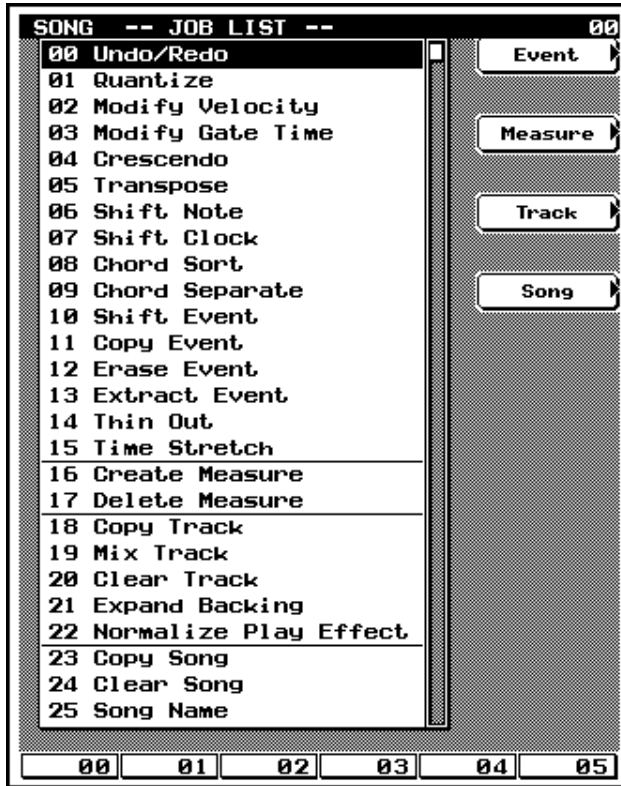 SONG -- JOB LIST -- 00
00 Undo/Redo
01 Quantize
02 Modify Velocity
03 Modify Gate Time
04 Crescendo
05 Transpose
06 Shift Note
07 Shift Clock
08 Chord Sort
09 Chord Separate
10 Shift Event
11 Copy Event
12 Erase Event
13 Extract Event
14 Thin Out
15 Time Stretch
16 Create Measure
17 Delete Measure
18 Copy Track
19 Mix Track
20 Clear Track
21 Expand Backing
22 Normalize Play Effect
23 Copy Song
24 Clear Song
25 Song Name
Event
Measure
Track
Song
00 01 02 03 04 05